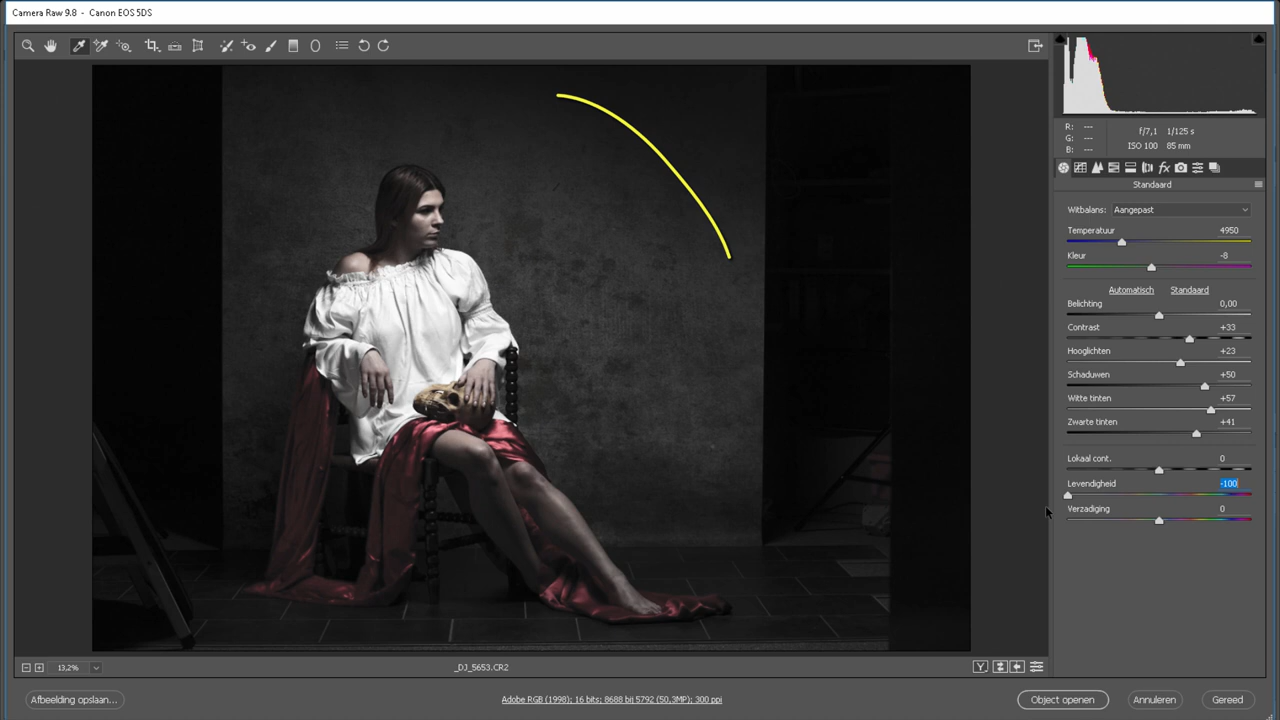 Camera Raw 9.8 - Canon EOS 5DS
R: ---
G: ---
B: ---
f/7,1 1/125 s
ISO 100 85 mm
fx
Standaard
Witbalans: Aangepast
Temperatuur 4950
Kleur -8
Automatisch Standaard
Belichting 0,00
Contrast +33
Hooglichten +23
Schaduwen +50
Witte tinten +57
Zwarte tinten +41
Lokaal cont. 0
Levendigheid -100
Verzadiging 0
13,2% _DJ_5653.CR2 Y
Afbeelding opslaan... Adobe RGB (1998); 16 bits; 8688 bij 5792 (50,3MP); 300 ppi Object openen Annuleren Gereed